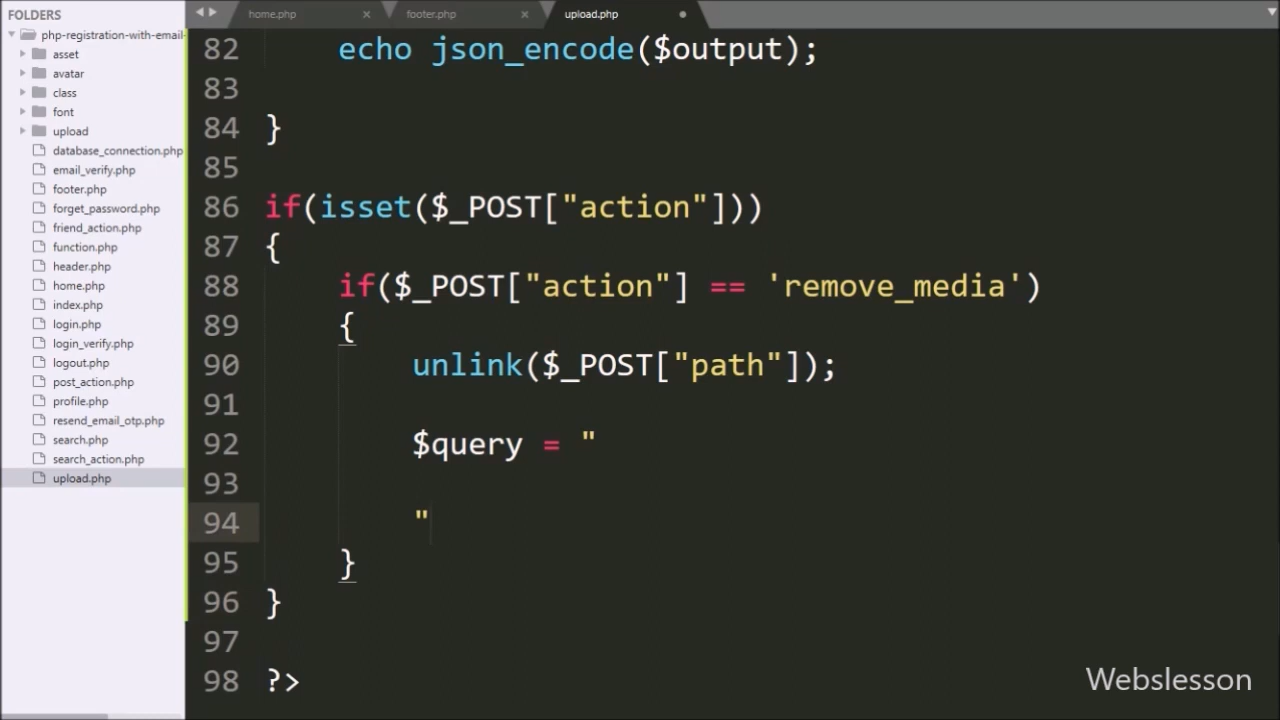 FOLDERS
php-registration-with-email-
asset
avatar
class
font
upload
database_connection.php
email_verify.php
footer.php
forget_password.php
friend_action.php
function.php
header.php
home.php
index.php
login.php
login_verify.php
logout.php
post_action.php
profile.php
resend_email_otp.php
search.php
search_action.php
upload.php
home.php
footer.php
upload.php
82 echo json_encode($output);
83
84 }
85
86 if(isset($_POST["action"]))
87 {
88 if($_POST["action"] == 'remove_media')
89 {
90 unlink($_POST["path"]);
91
92 $query = "
93
94 "
95 }
96 }
97
98 ?>
Webslesson